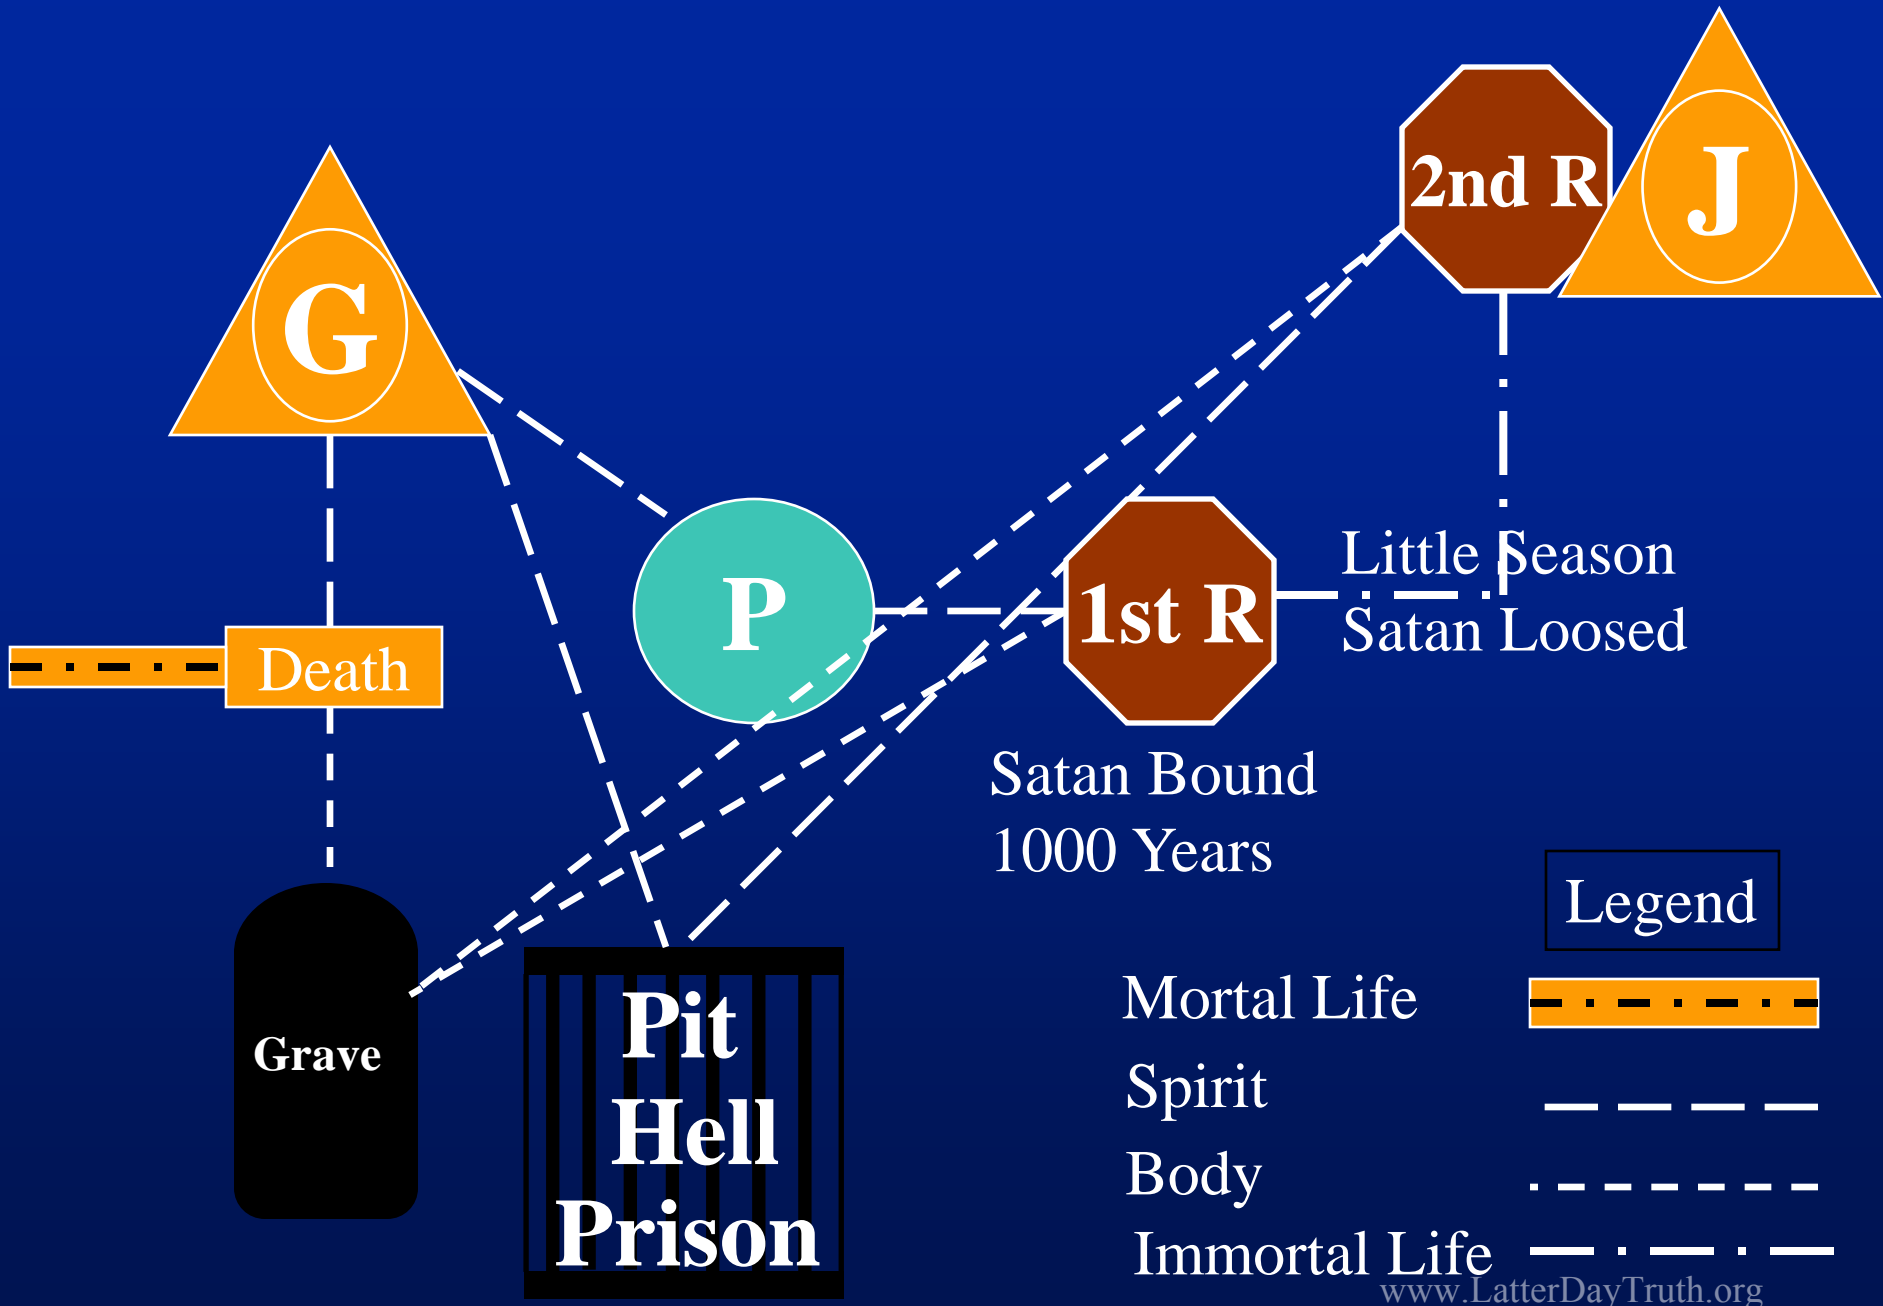 2nd R
J
G
P
1st R
Little Season
Satan Loosed
Death
Satan Bound
1000 Years
Grave
Pit
Hell
Prison
Legend
Mortal Life
Spirit
Body
Immortal Life
www.LatterDayTruth.org